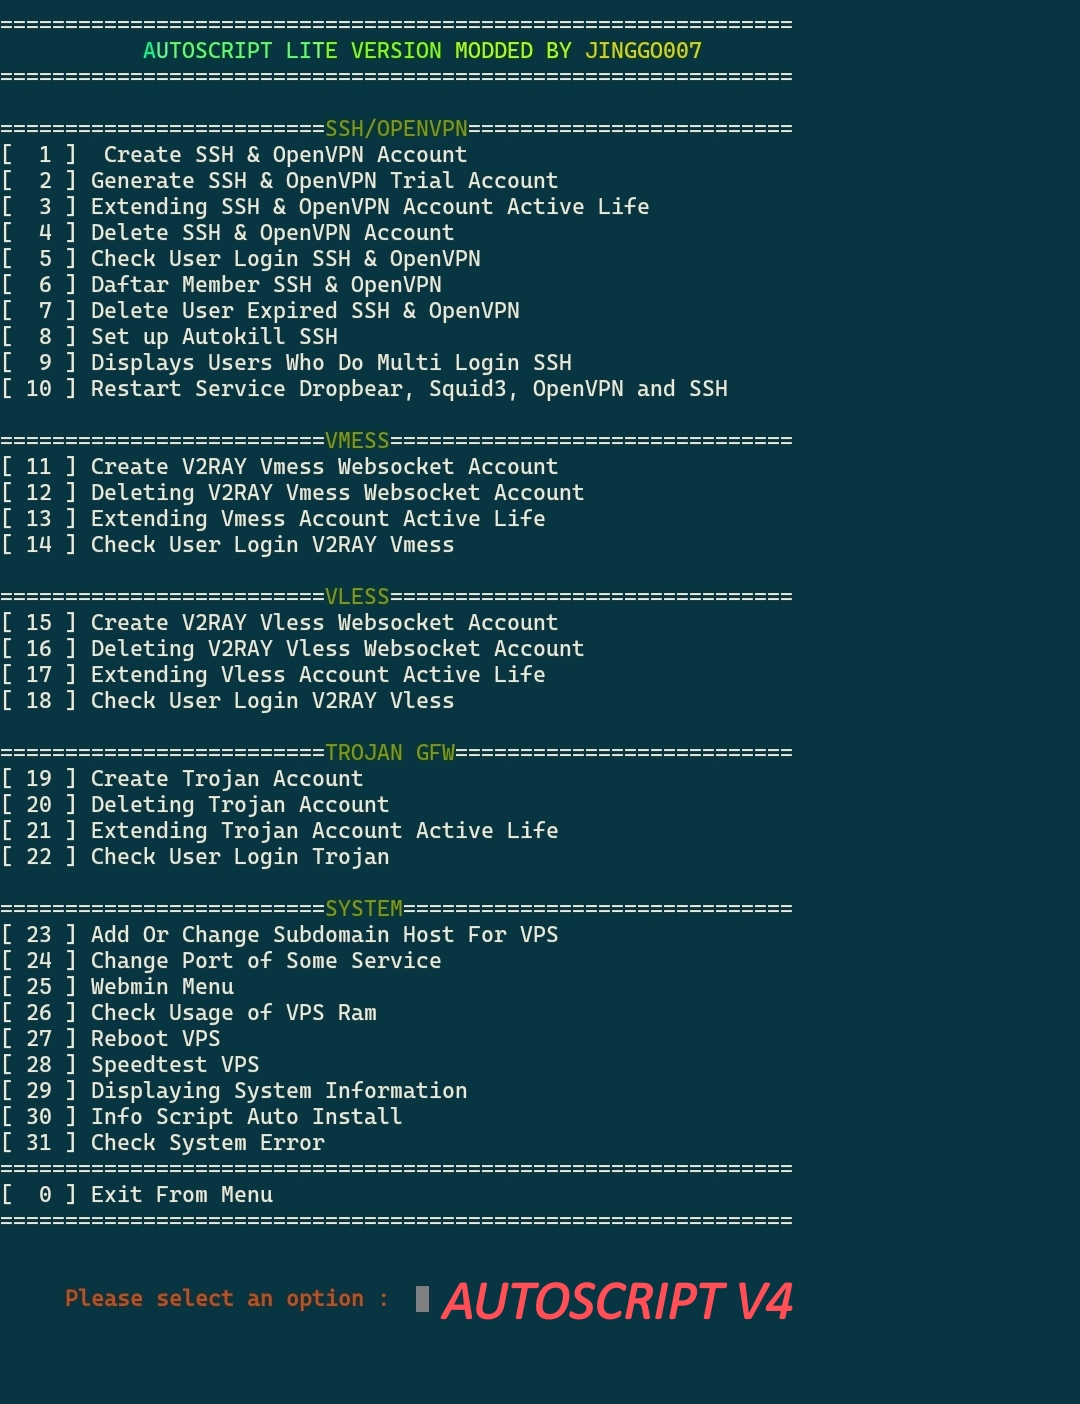 =============================================================
AUTOSCRIPT LITE VERSION MODDED BY JINGGO007
=============================================================
=========================SSH/OPENVPN=========================
[  1 ]  Create SSH & OpenVPN Account
[  2 ] Generate SSH & OpenVPN Trial Account
[  3 ] Extending SSH & OpenVPN Account Active Life
[  4 ] Delete SSH & OpenVPN Account
[  5 ] Check User Login SSH & OpenVPN
[  6 ] Daftar Member SSH & OpenVPN
[  7 ] Delete User Expired SSH & OpenVPN
[  8 ] Set up Autokill SSH
[  9 ] Displays Users Who Do Multi Login SSH
[ 10 ] Restart Service Dropbear, Squid3, OpenVPN and SSH
=========================VMESS===============================
[ 11 ] Create V2RAY Vmess Websocket Account
[ 12 ] Deleting V2RAY Vmess Websocket Account
[ 13 ] Extending Vmess Account Active Life
[ 14 ] Check User Login V2RAY Vmess
=========================VLESS===============================
[ 15 ] Create V2RAY Vless Websocket Account
[ 16 ] Deleting V2RAY Vless Websocket Account
[ 17 ] Extending Vless Account Active Life
[ 18 ] Check User Login V2RAY Vless
=========================TROJAN GFW==========================
[ 19 ] Create Trojan Account
[ 20 ] Deleting Trojan Account
[ 21 ] Extending Trojan Account Active Life
[ 22 ] Check User Login Trojan
=========================SYSTEM==============================
[ 23 ] Add Or Change Subdomain Host For VPS
[ 24 ] Change Port of Some Service
[ 25 ] Webmin Menu
[ 26 ] Check Usage of VPS Ram
[ 27 ] Reboot VPS
[ 28 ] Speedtest VPS
[ 29 ] Displaying System Information
[ 30 ] Info Script Auto Install
[ 31 ] Check System Error
=============================================================
[  0 ] Exit From Menu
=============================================================
Please select an option : AUTOSCRIPT V4